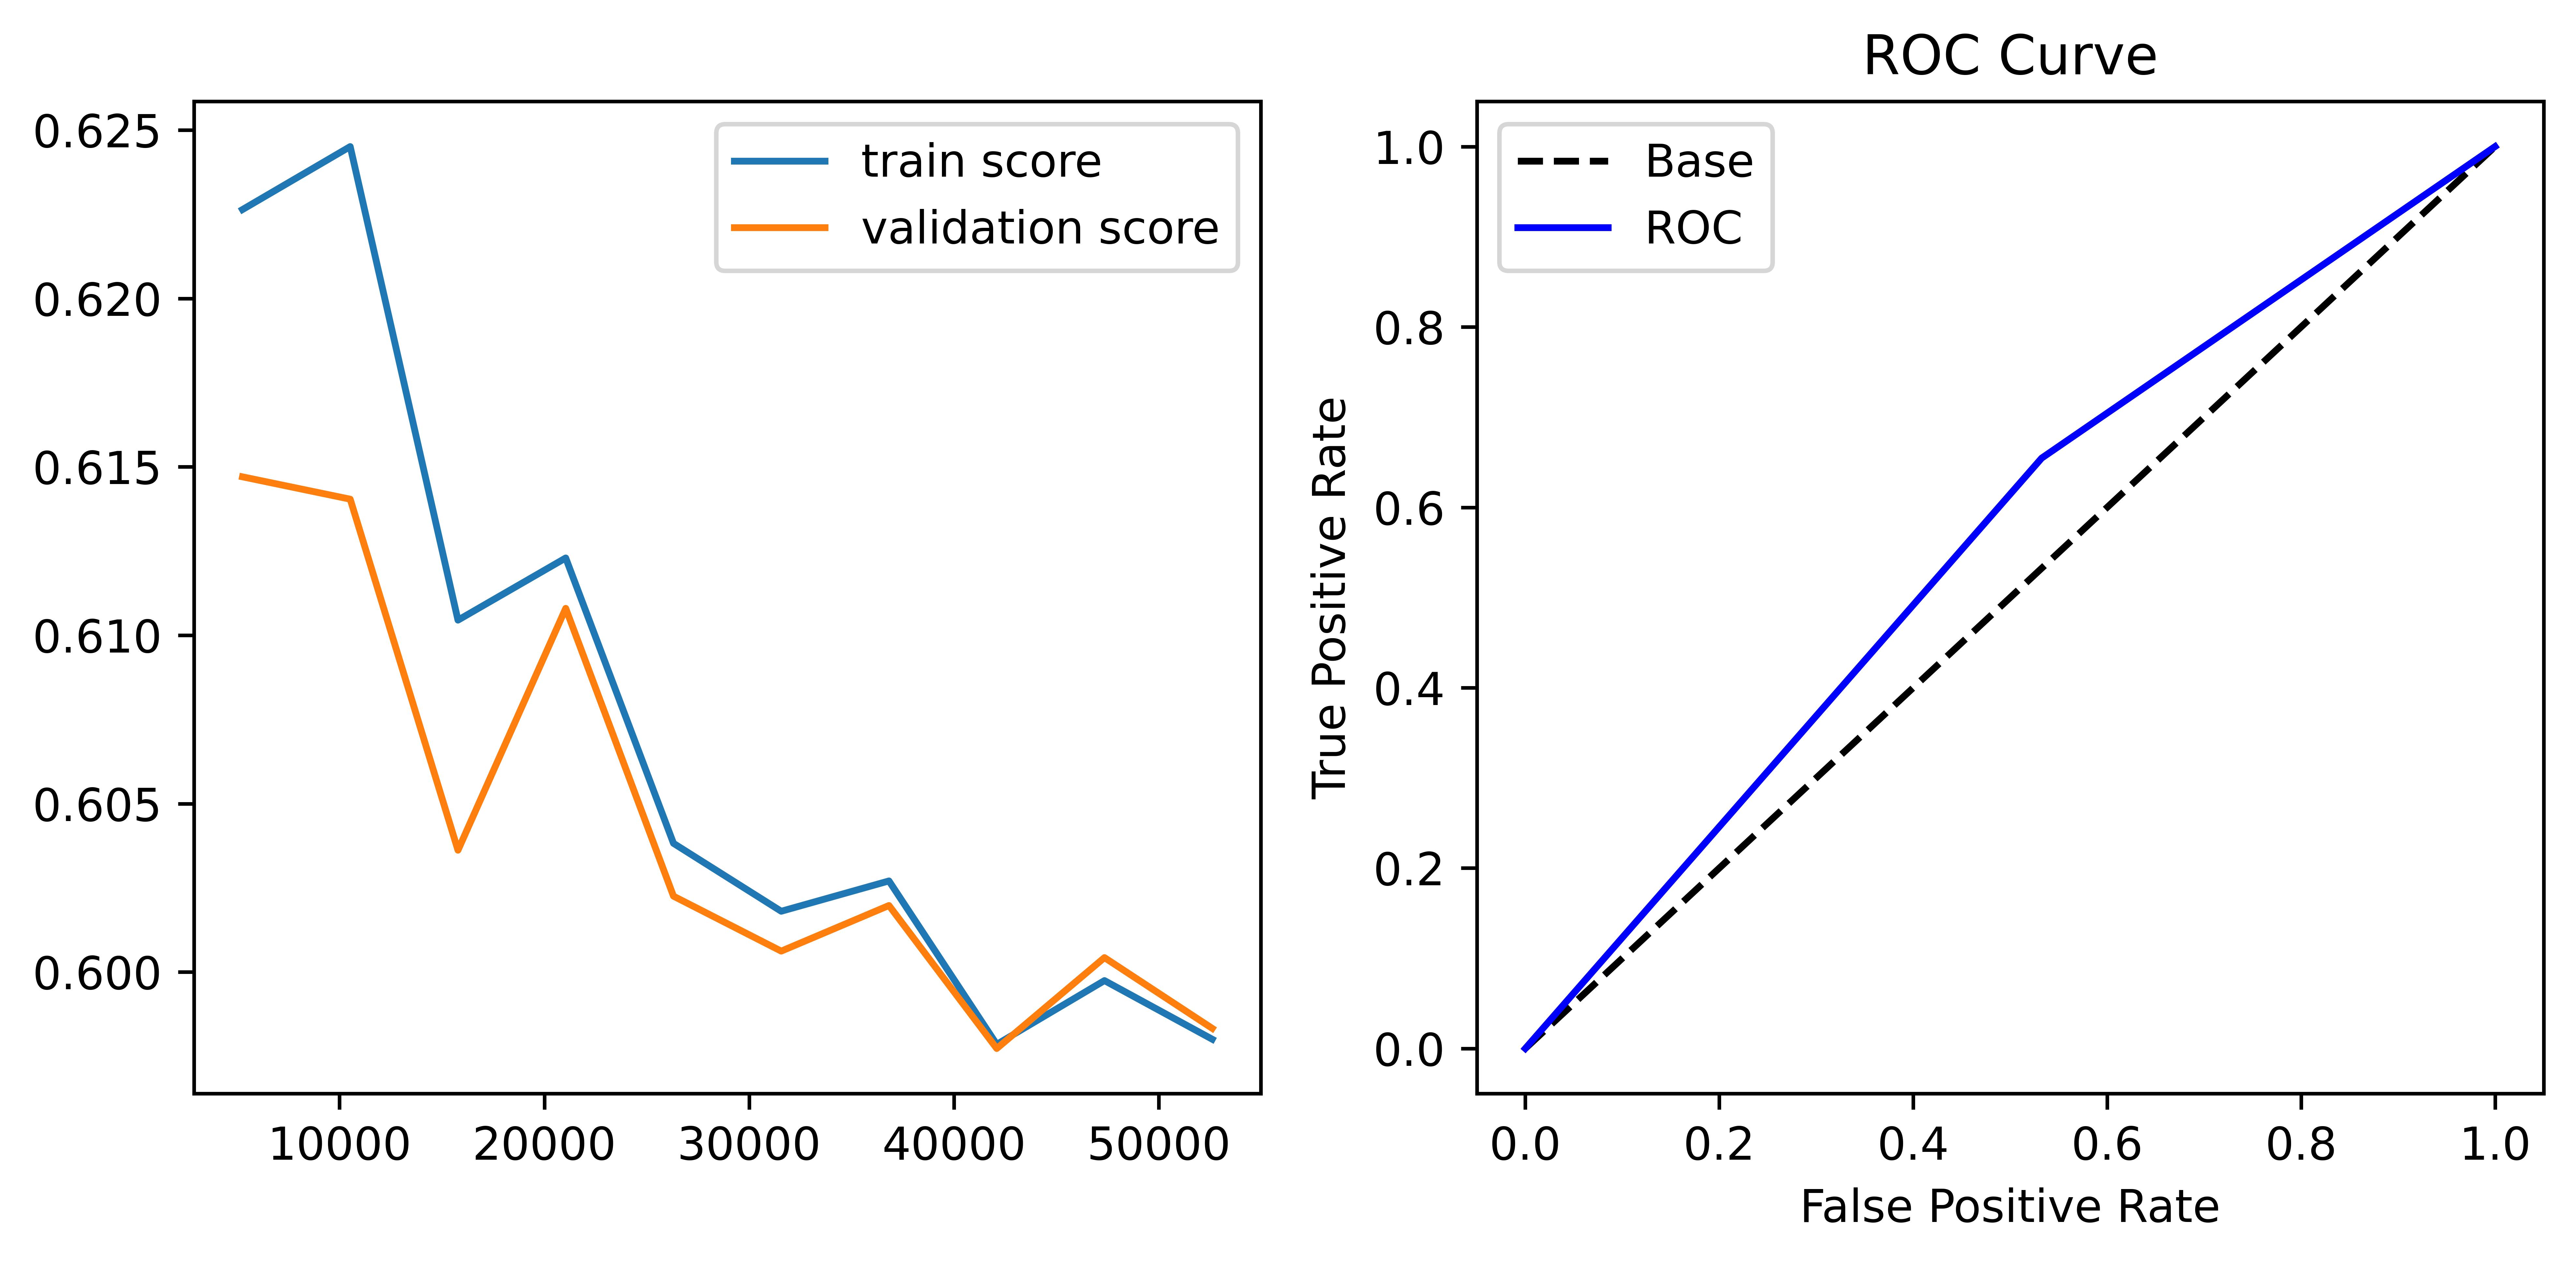 0.625
0.620
0.615
0.610
0.605
0.600
10000 20000 30000 40000 50000
train score
validation score
ROC Curve
Base
ROC
True Positive Rate
1.0
0.8
0.6
0.4
0.2
0.0
0.0 0.2 0.4 0.6 0.8 1.0
False Positive Rate